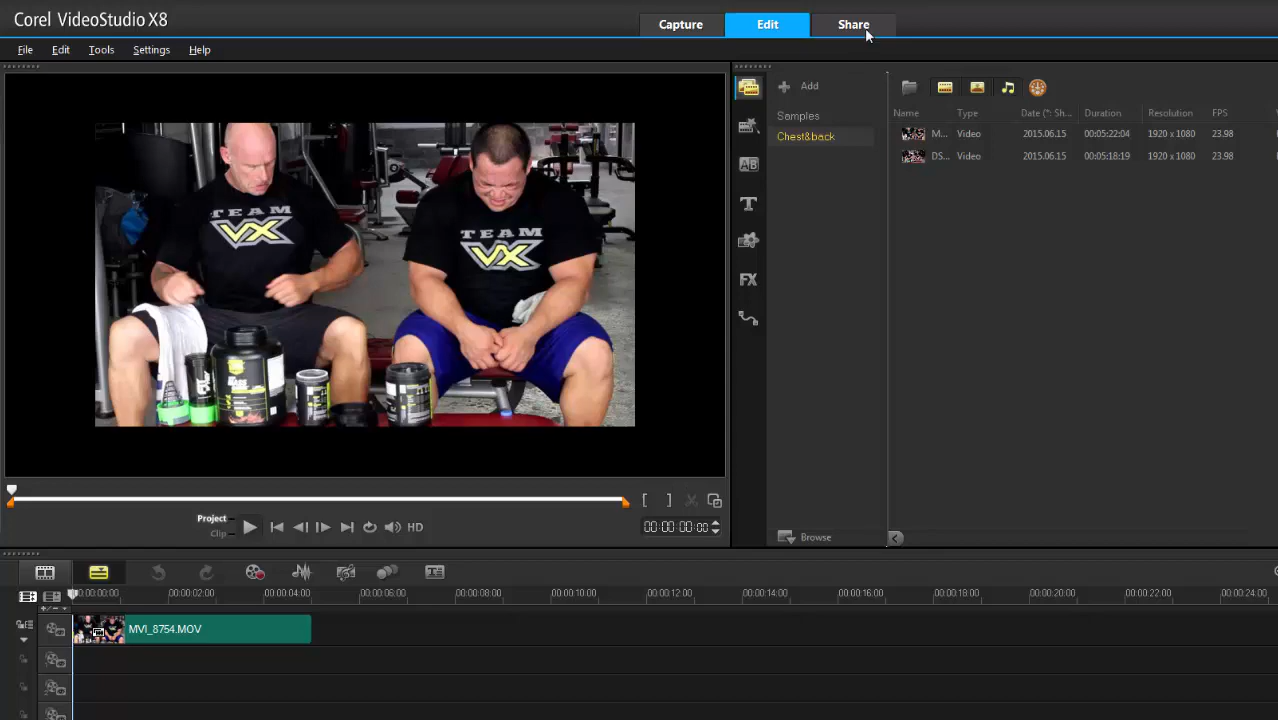 Corel VideoStudio X8
Capture Edit Share
File Edit Tools Settings Help
Add
Samples
Chest&back
Name Type Date (*: Sh... Duration Resolution FPS
M... Video 2015.06.15 00:05:22:04 1920 x 1080 23.98
DS... Video 2015.06.15 00:05:18:19 1920 x 1080 23.98
AB
T
FX
TEAM
VX
TEAM
VX
Project
Clip
HD
00:00:00:00
Browse
00:00:00:00 00:00:02:00 00:00:04:00 00:00:06:00 00:00:08:00 00:00:10:00 00:00:12:00 00:00:14:00 00:00:16:00 00:00:18:00 00:00:20:00 00:00:22:00 00:00:24:00
MVI_8754.MOV